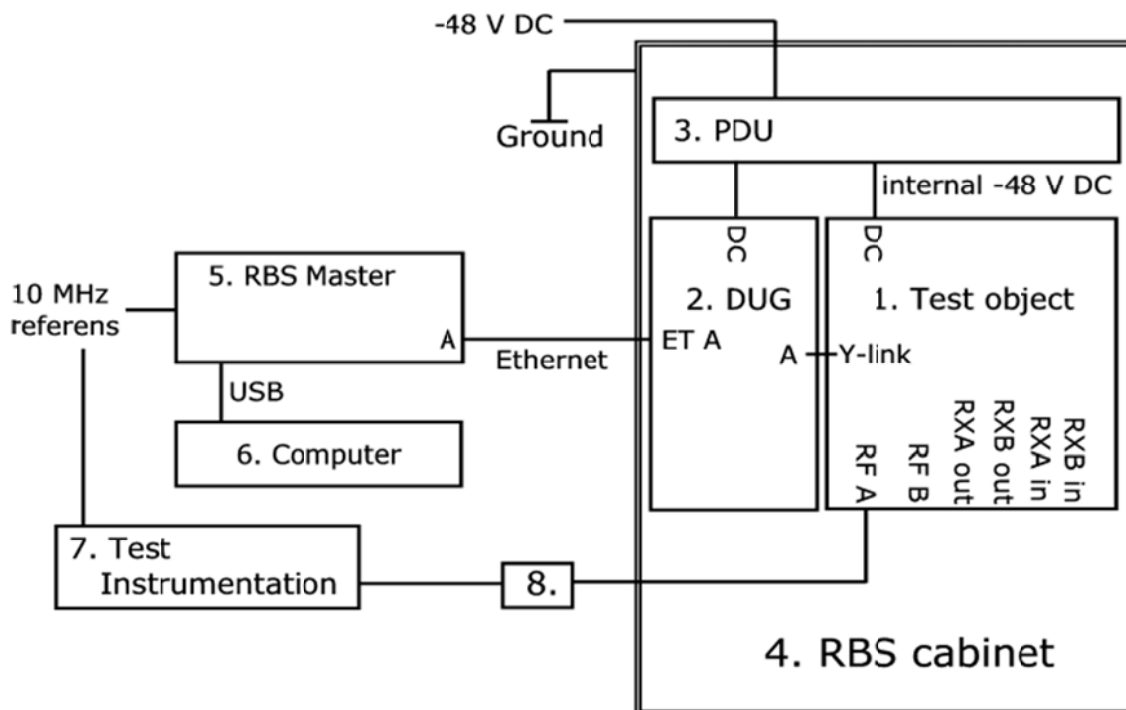 -48 V DC
Ground
3. PDU
internal -48 V DC
DC
DC
5. RBS Master
10 MHz
referens
2. DUG
1. Test object
A
Ethernet
ET A
A
Y-link
USB
6. Computer
RF A
RF B
RXA out
RXB out
RXA in
RXB in
7. Test
Instrumentation
8.
4. RBS cabinet